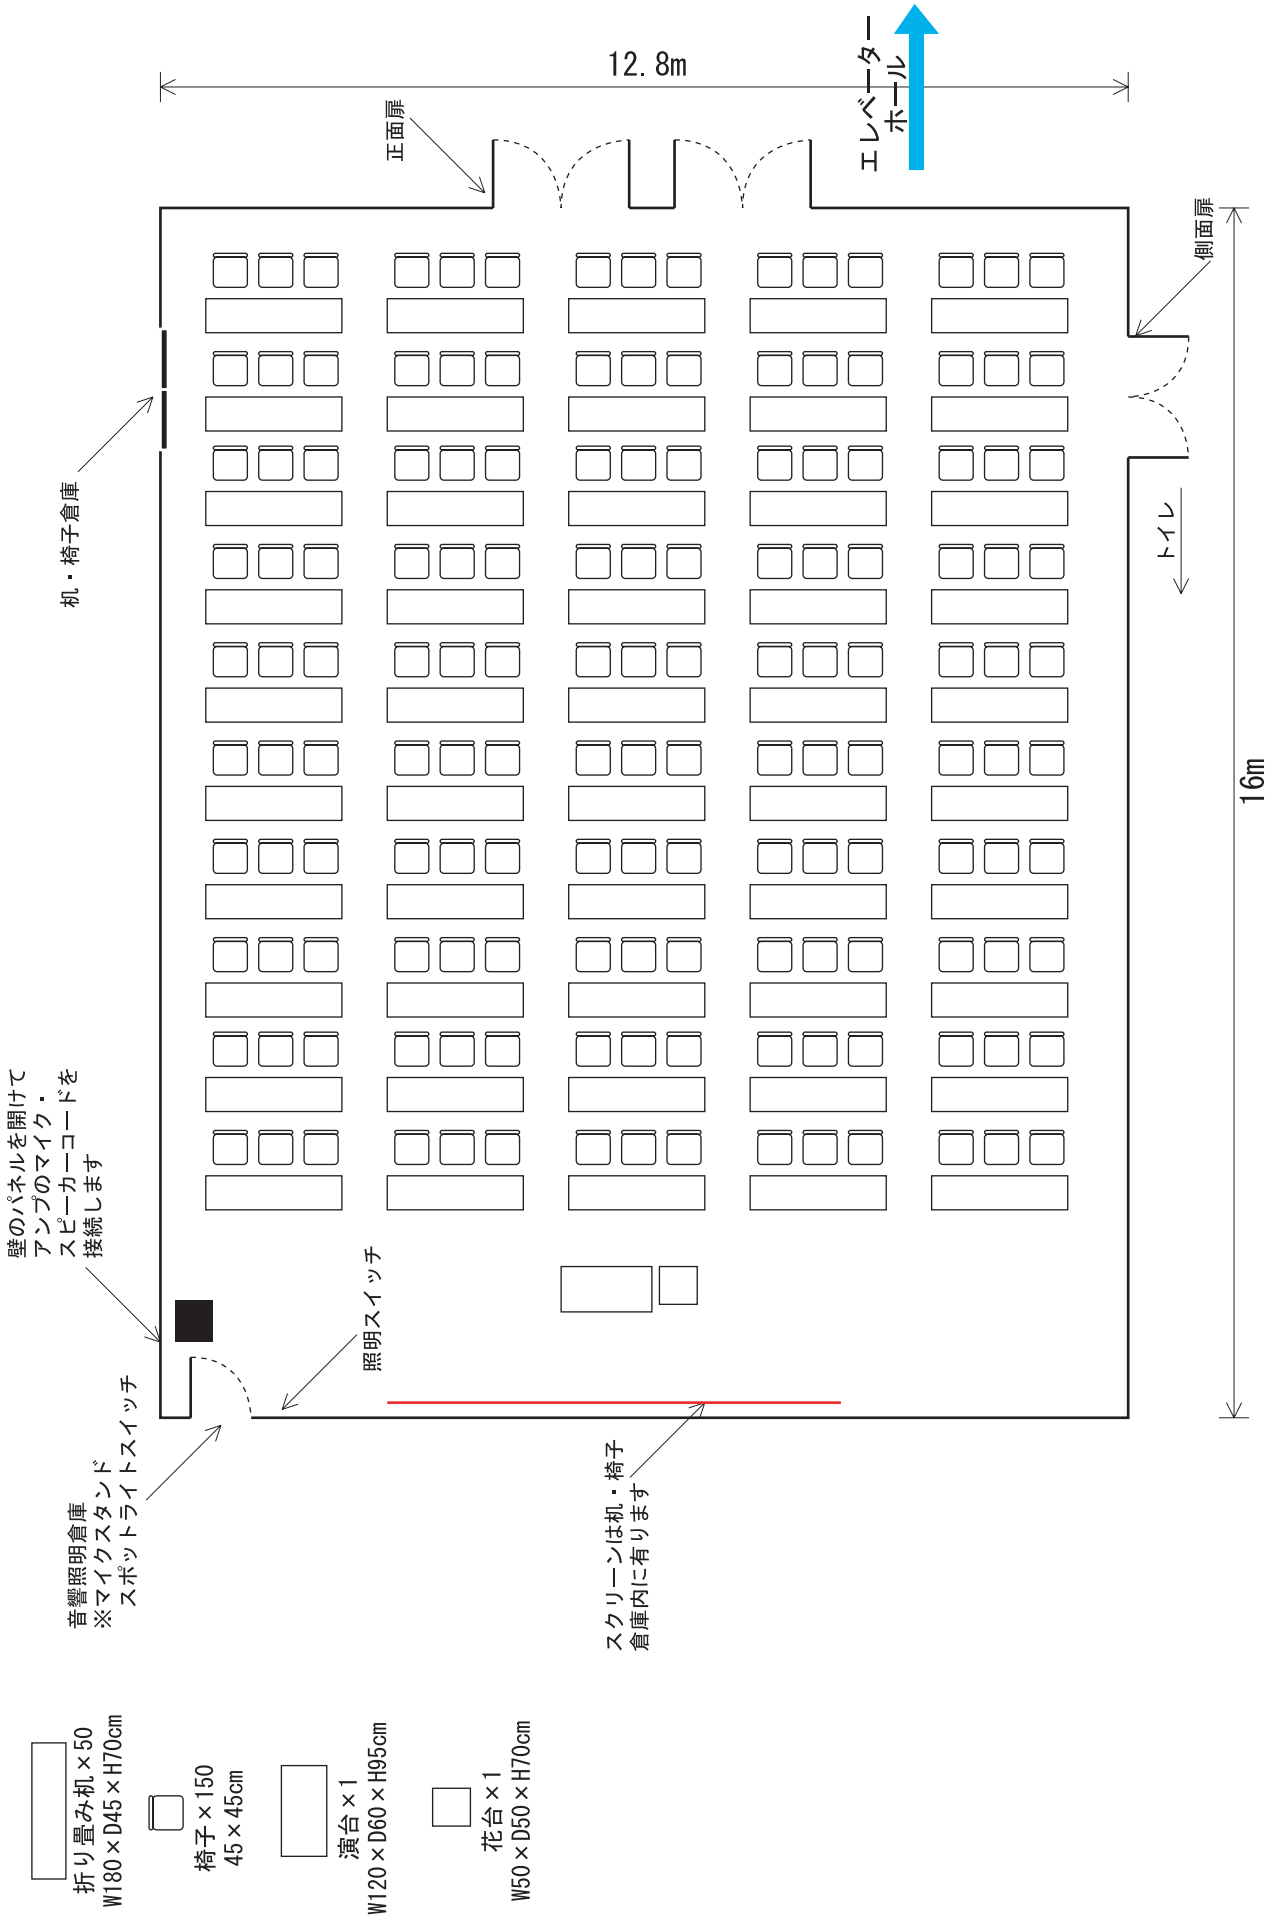 12.8m
エレベーター
ホール
正面扉
側面扉
机・椅子倉庫
トイレ
16m
壁のパネルを開けて
アンプのマイク・
スピーカーコードを
接続します
照明スイッチ
音響照明倉庫
※マイクスタンド
スポットライトスイッチ
スクリーンは机・椅子
倉庫内に有ります
折り畳み机×50
W180×D45×H70cm
椅子×150
45×45cm
演台×1
W120×D60×H95cm
花台×1
W50×D50×H70cm